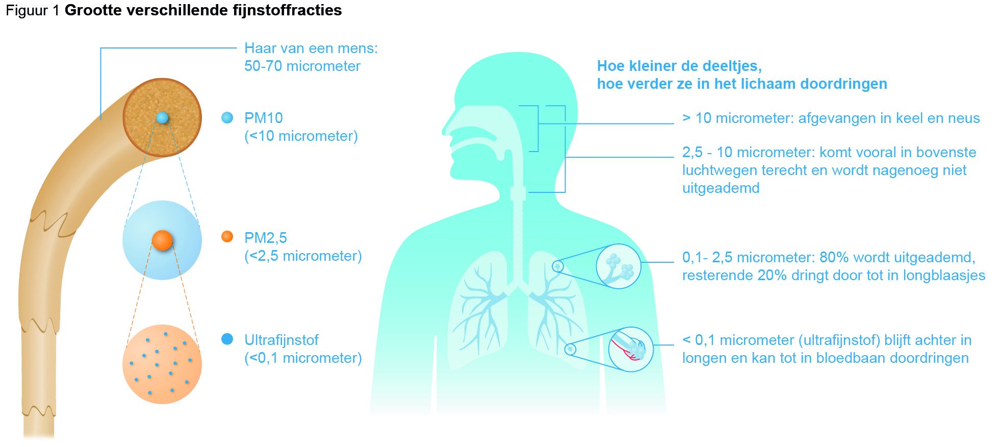 Figuur 1 Grootte verschillende fijnstoffracties
Haar van een mens:
50-70 micrometer
PM10
(<10 micrometer)
PM2,5
(<2,5 micrometer)
Ultrafijnstof
(<0,1 micrometer)
Hoe kleiner de deeltjes,
hoe verder ze in het lichaam doordringen
> 10 micrometer: afgevangen in keel en neus
2,5 - 10 micrometer: komt vooral in bovenste
luchtwegen terecht en wordt nagenoeg niet
uitgeademd
0,1- 2,5 micrometer: 80% wordt uitgeademd,
resterende 20% dringt door tot in longblaasjes
< 0,1 micrometer (ultrafijnstof) blijft achter in
longen en kan tot in bloedbaan doordringen